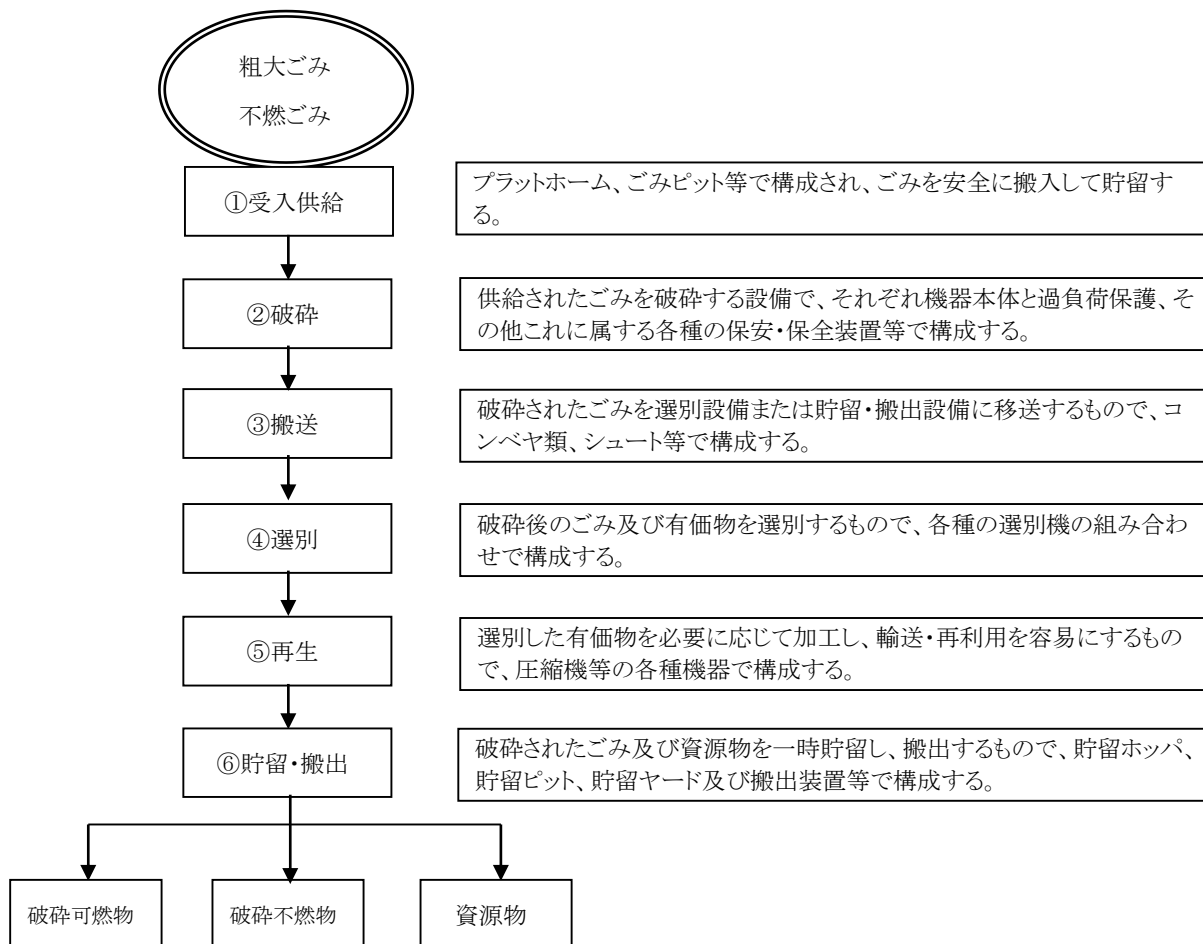 粗大ごみ
不燃ごみ
①受入供給
プラットホーム、ごみピット等で構成され、ごみを安全に搬入して貯留す
る。
②破砕
供給されたごみを破砕する設備で、それぞれ機器本体と過負荷保護、そ
の他これに属する各種の保安・保全装置等で構成する。
③搬送
破砕されたごみを選別設備または貯留・搬出設備に移送するもので、コ
ンベヤ類、シュート等で構成する。
④選別
破砕後のごみ及び有価物を選別するもので、各種の選別機の組み合わ
せで構成する。
⑤再生
選別した有価物を必要に応じて加工し、輸送・再利用を容易にするもの
で、圧縮機等の各種機器で構成する。
⑥貯留・搬出
破砕されたごみ及び資源物を一時貯留し、搬出するもので、貯留ホッパ、
貯留ピット、貯留ヤード及び搬出装置等で構成する。
破砕可燃物
破砕不燃物
資源物